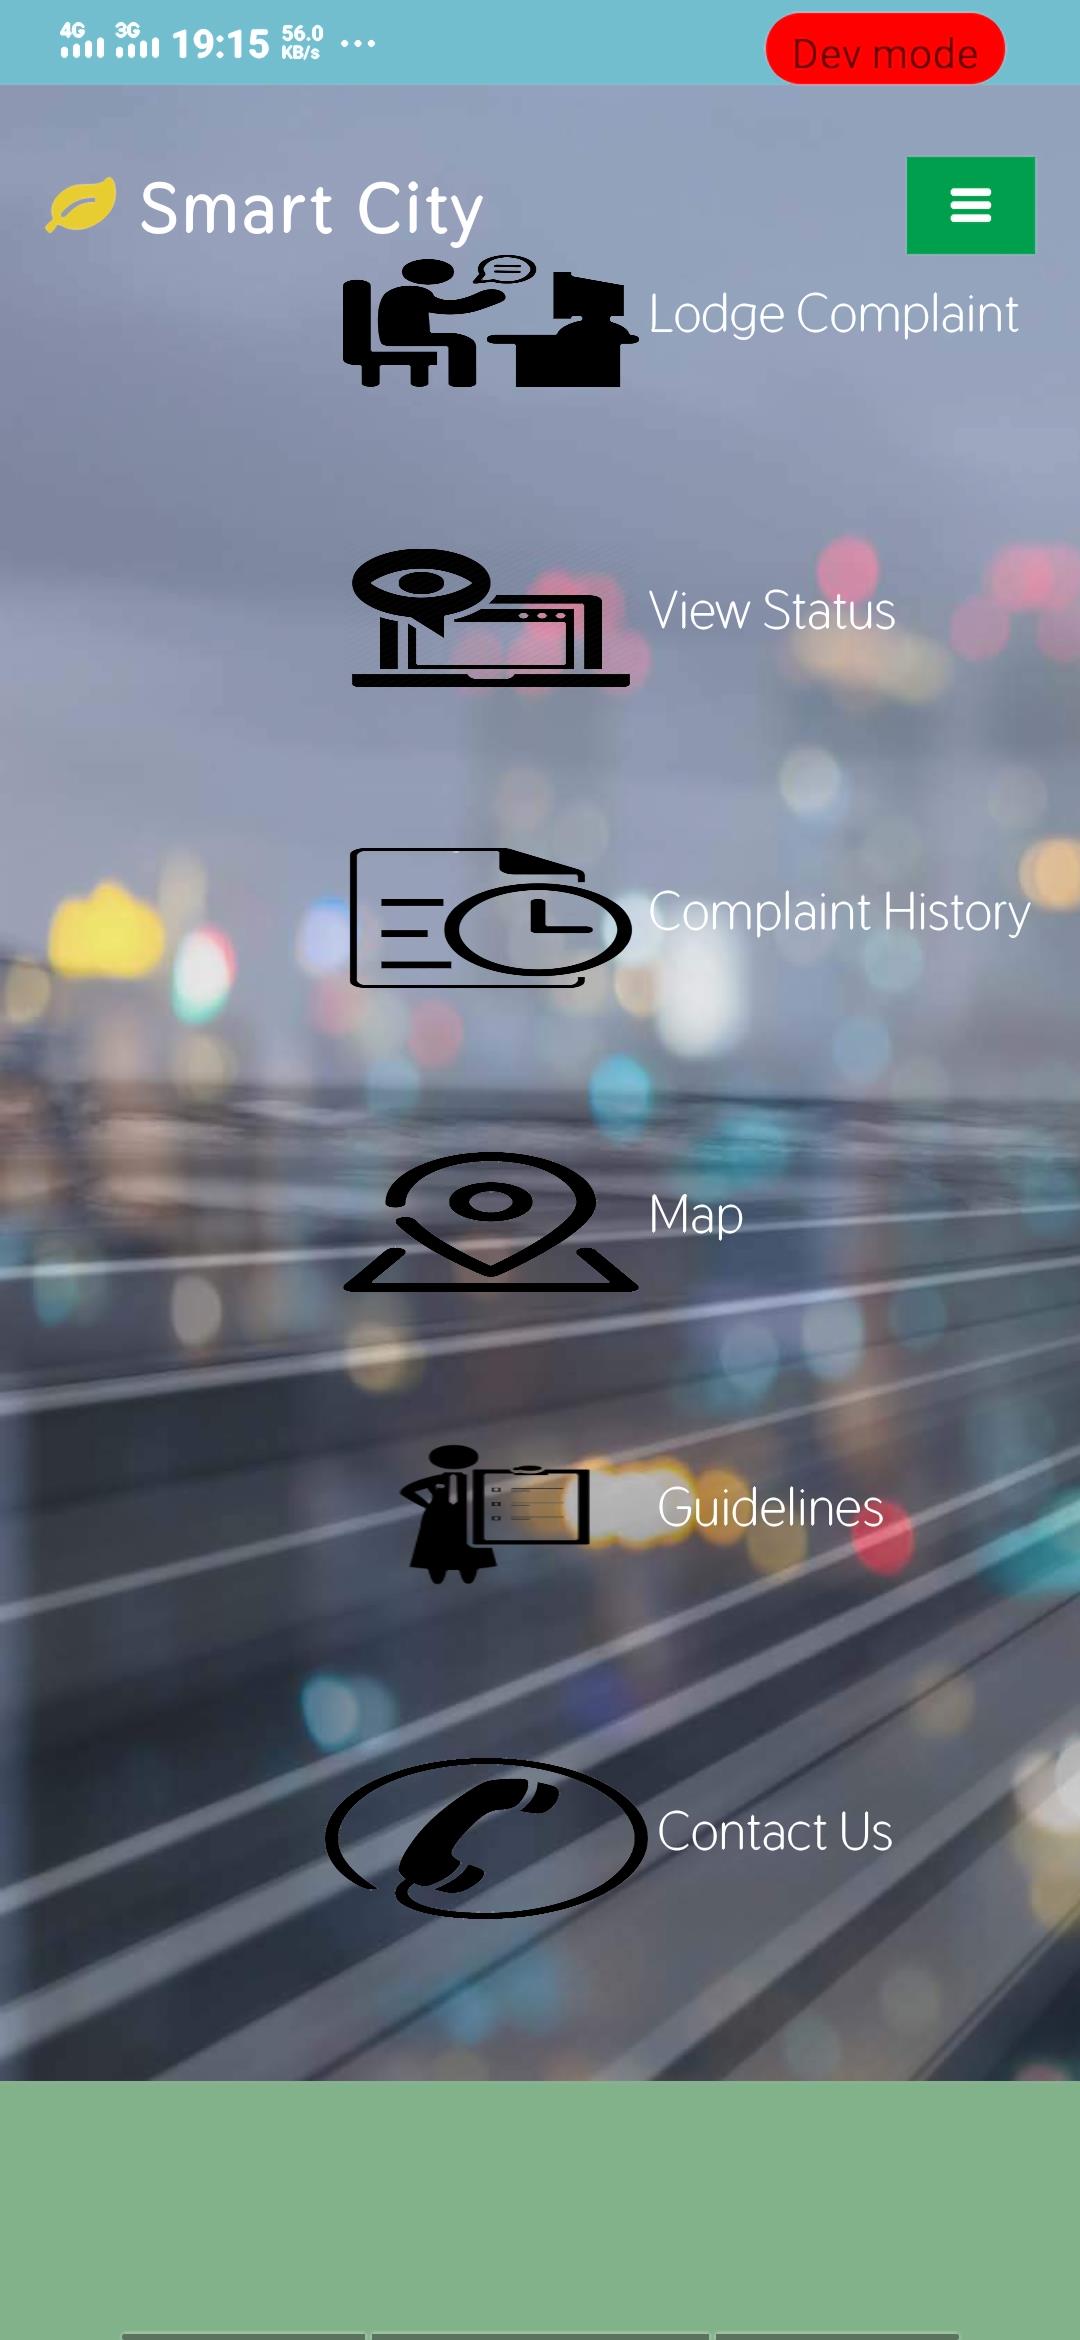 4G 3G 19:15 56.0 KB/s ...
Dev mode
Smart City
Lodge Complaint
View Status
Complaint History
Map
Guidelines
Contact Us